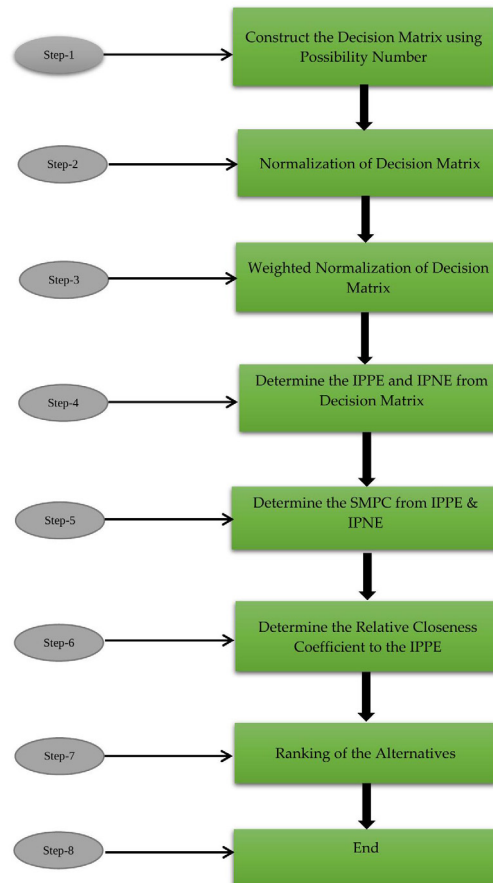 Step-1
Construct the Decision Matrix using
Possibility Number
Step-2
Normalization of Decision Matrix
Step-3
Weighted Normalization of Decision
Matrix
Step-4
Determine the IPPE and IPNE from
Decision Matrix
Step-5
Determine the SMPC from IPPE &
IPNE
Step-6
Determine the Relative Closeness
Coefficient to the IPPE
Step-7
Ranking of the Alternatives
Step-8
End